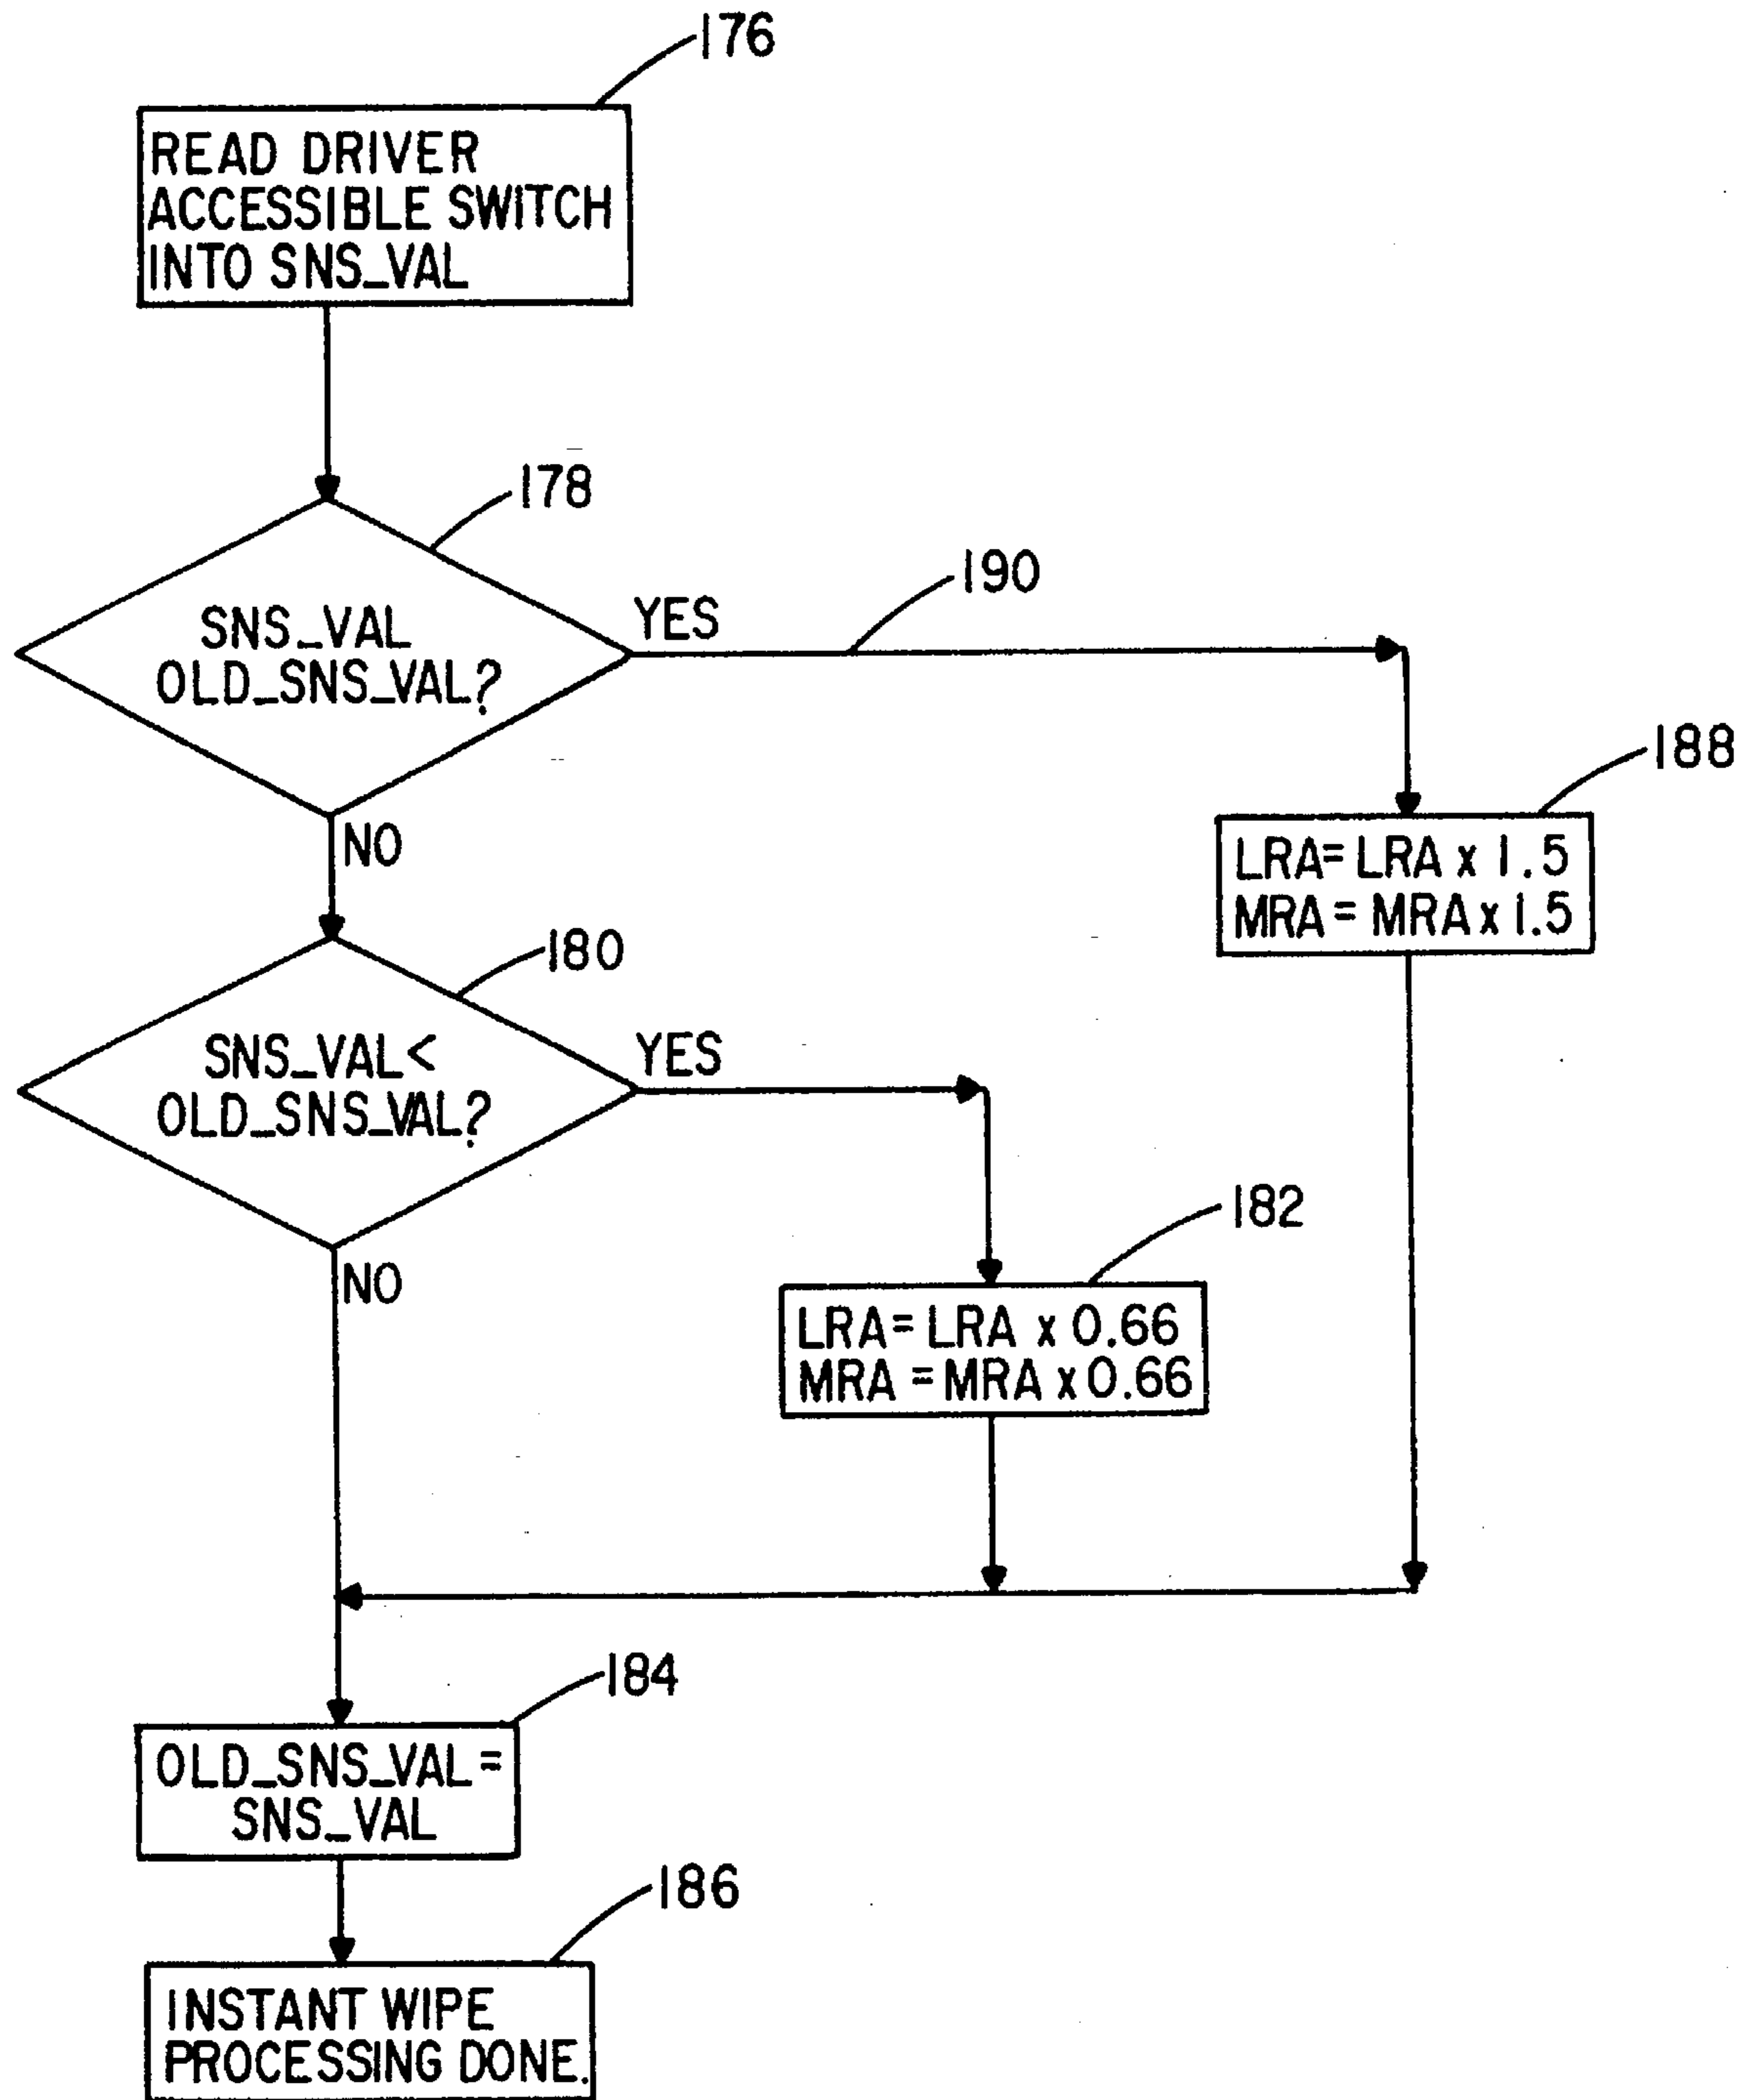 176
READ DRIVER
ACCESSIBLE SWITCH
INTO SNS_VAL
178
SNS_VAL
OLD_SNS_VAL?
YES
190
188
LRA= LRA x 1.5
MRA = MRA x 1.5
NO
180
SNS_VAL<
OLD_SNS_VAL?
YES
182
LRA= LRA x 0.66
MRA = MRA x 0.66
NO
184
OLD_SNS_VAL=
SNS_VAL
186
INSTANT WIPE
PROCESSING DONE.